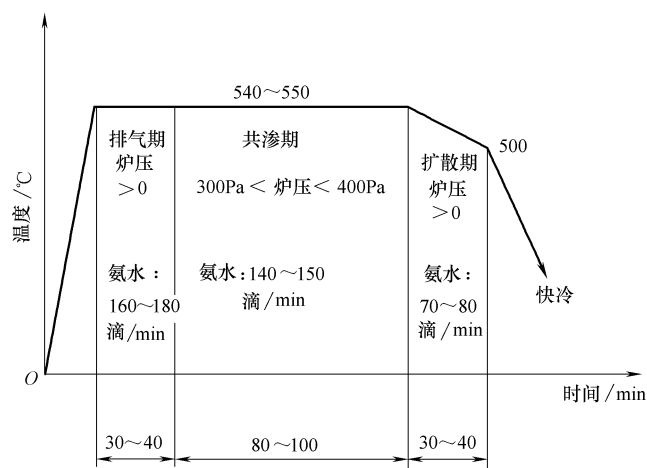 540～550
排气期
炉压
＞0
共渗期
300Pa＜ 炉压＜ 400Pa
扩散期
炉压
＞0
500
温度/℃
氨水：
160～180
滴/min
氨水：140～150
滴/min
氨水：
70～80
滴/min
快冷
O
时间/min
30～40
80～100
30～40